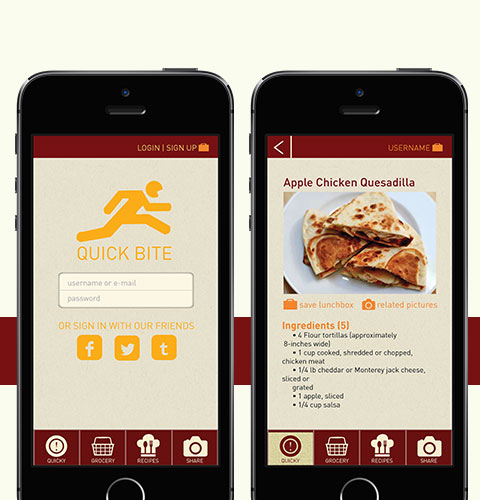 LOGIN | SIGN UP
QUICK BITE
username or e-mail
password
OR SIGN IN WITH OUR FRIENDS
f
t
QUICKY
GROCERY
RECIPES
SHARE
USERNAME
Apple Chicken Quesadilla
save lunchbox
related pictures
Ingredients (5)
• 4 Flour tortillas (approximately
8-inches wide)
• 1 cup cooked, shredded or chopped,
chicken meat
• 1/4 lb cheddar or Monterey jack cheese,
sliced or
grated
• 1 apple, sliced
• 1/4 cup salsa
QUICKY
GROCERY
RECIPES
SHARE